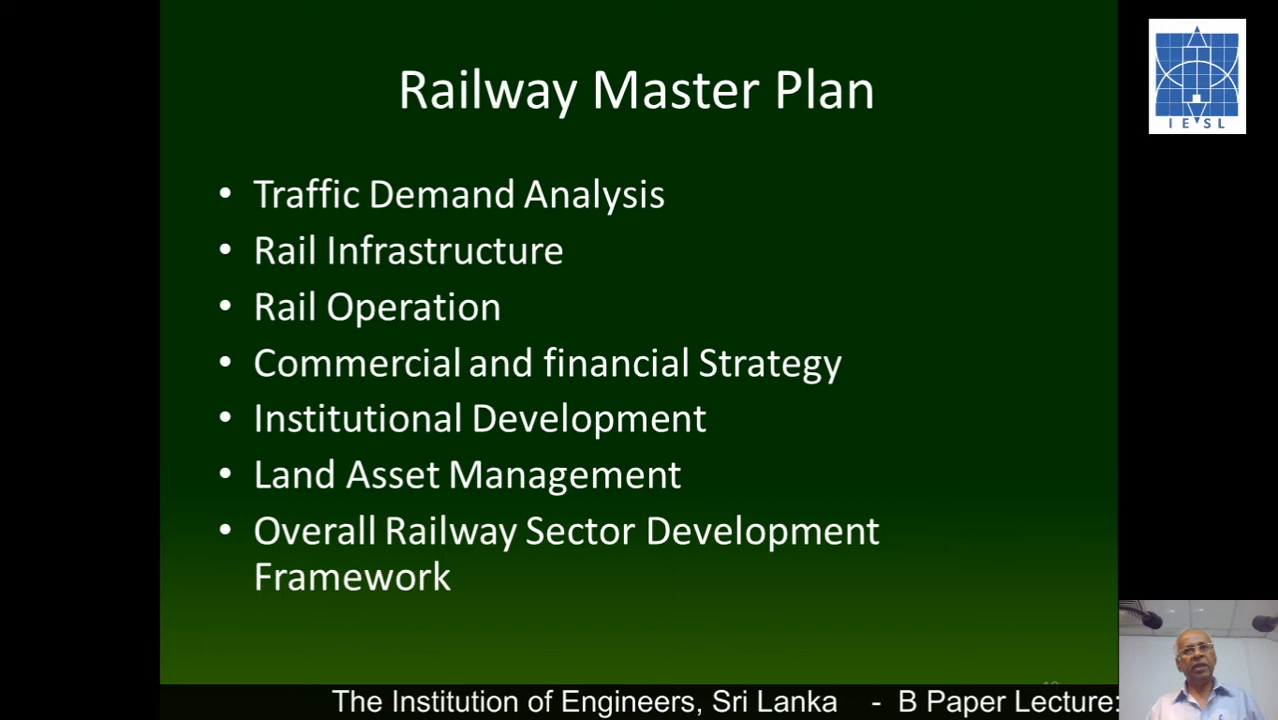 Railway Master Plan
• Traffic Demand Analysis
• Rail Infrastructure
• Rail Operation
• Commercial and financial Strategy
• Institutional Development
• Land Asset Management
• Overall Railway Sector Development
Framework
IESL
The Institution of Engineers, Sri Lanka - B Paper Lecture: